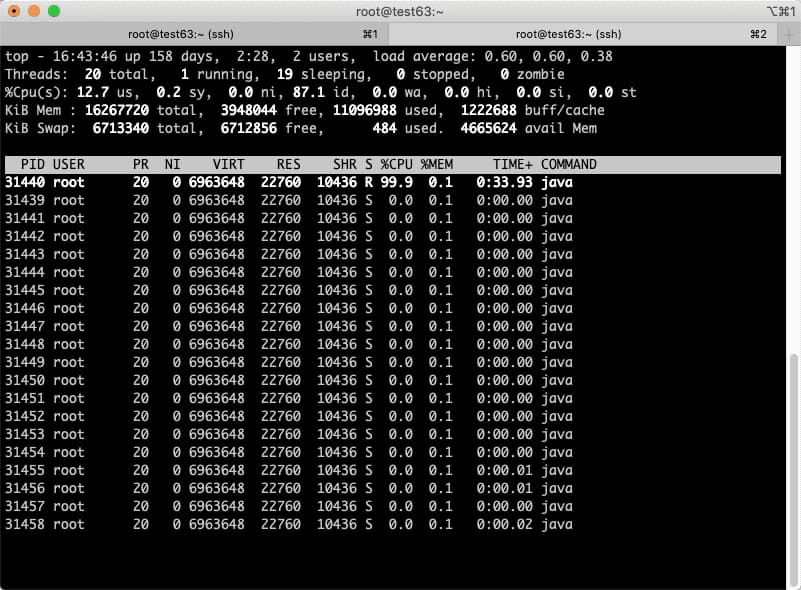 root@test63:~
⌥⌘1
root@test63:~ (ssh) ⌘1 root@test63:~ (ssh) ⌘2 +
top - 16:43:46 up 158 days,  2:28,  2 users,  load average: 0.60, 0.60, 0.38
Threads:  20 total,   1 running,  19 sleeping,   0 stopped,   0 zombie
%Cpu(s): 12.7 us,  0.2 sy,  0.0 ni, 87.1 id,  0.0 wa,  0.0 hi,  0.0 si,  0.0 st
KiB Mem : 16267720 total,  3948044 free, 11096988 used,  1222688 buff/cache
KiB Swap:  6713340 total,  6712856 free,      484 used.  4665624 avail Mem
PID USER      PR  NI    VIRT    RES    SHR S %CPU %MEM     TIME+ COMMAND
31440 root      20   0 6963648  22760  10436 R 99.9  0.1   0:33.93 java
31439 root      20   0 6963648  22760  10436 S  0.0  0.1   0:00.00 java
31441 root      20   0 6963648  22760  10436 S  0.0  0.1   0:00.00 java
31442 root      20   0 6963648  22760  10436 S  0.0  0.1   0:00.00 java
31443 root      20   0 6963648  22760  10436 S  0.0  0.1   0:00.00 java
31444 root      20   0 6963648  22760  10436 S  0.0  0.1   0:00.00 java
31445 root      20   0 6963648  22760  10436 S  0.0  0.1   0:00.00 java
31446 root      20   0 6963648  22760  10436 S  0.0  0.1   0:00.00 java
31447 root      20   0 6963648  22760  10436 S  0.0  0.1   0:00.00 java
31448 root      20   0 6963648  22760  10436 S  0.0  0.1   0:00.00 java
31449 root      20   0 6963648  22760  10436 S  0.0  0.1   0:00.00 java
31450 root      20   0 6963648  22760  10436 S  0.0  0.1   0:00.00 java
31451 root      20   0 6963648  22760  10436 S  0.0  0.1   0:00.00 java
31452 root      20   0 6963648  22760  10436 S  0.0  0.1   0:00.00 java
31453 root      20   0 6963648  22760  10436 S  0.0  0.1   0:00.00 java
31454 root      20   0 6963648  22760  10436 S  0.0  0.1   0:00.00 java
31455 root      20   0 6963648  22760  10436 S  0.0  0.1   0:00.01 java
31456 root      20   0 6963648  22760  10436 S  0.0  0.1   0:00.01 java
31457 root      20   0 6963648  22760  10436 S  0.0  0.1   0:00.00 java
31458 root      20   0 6963648  22760  10436 S  0.0  0.1   0:00.02 java